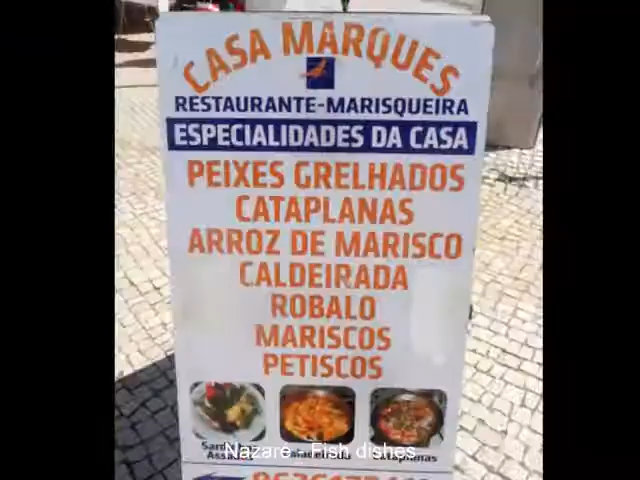 CASA MARQUES
RESTAURANTE-MARISQUEIRA
ESPECIALIDADES DA CASA
PEIXES GRELHADOS
CATAPLANAS
ARROZ DE MARISCO
CALDEIRADA
ROBALO
MARISCOS
PETISCOS
Cataplanas
Nazaré - Fish dishes